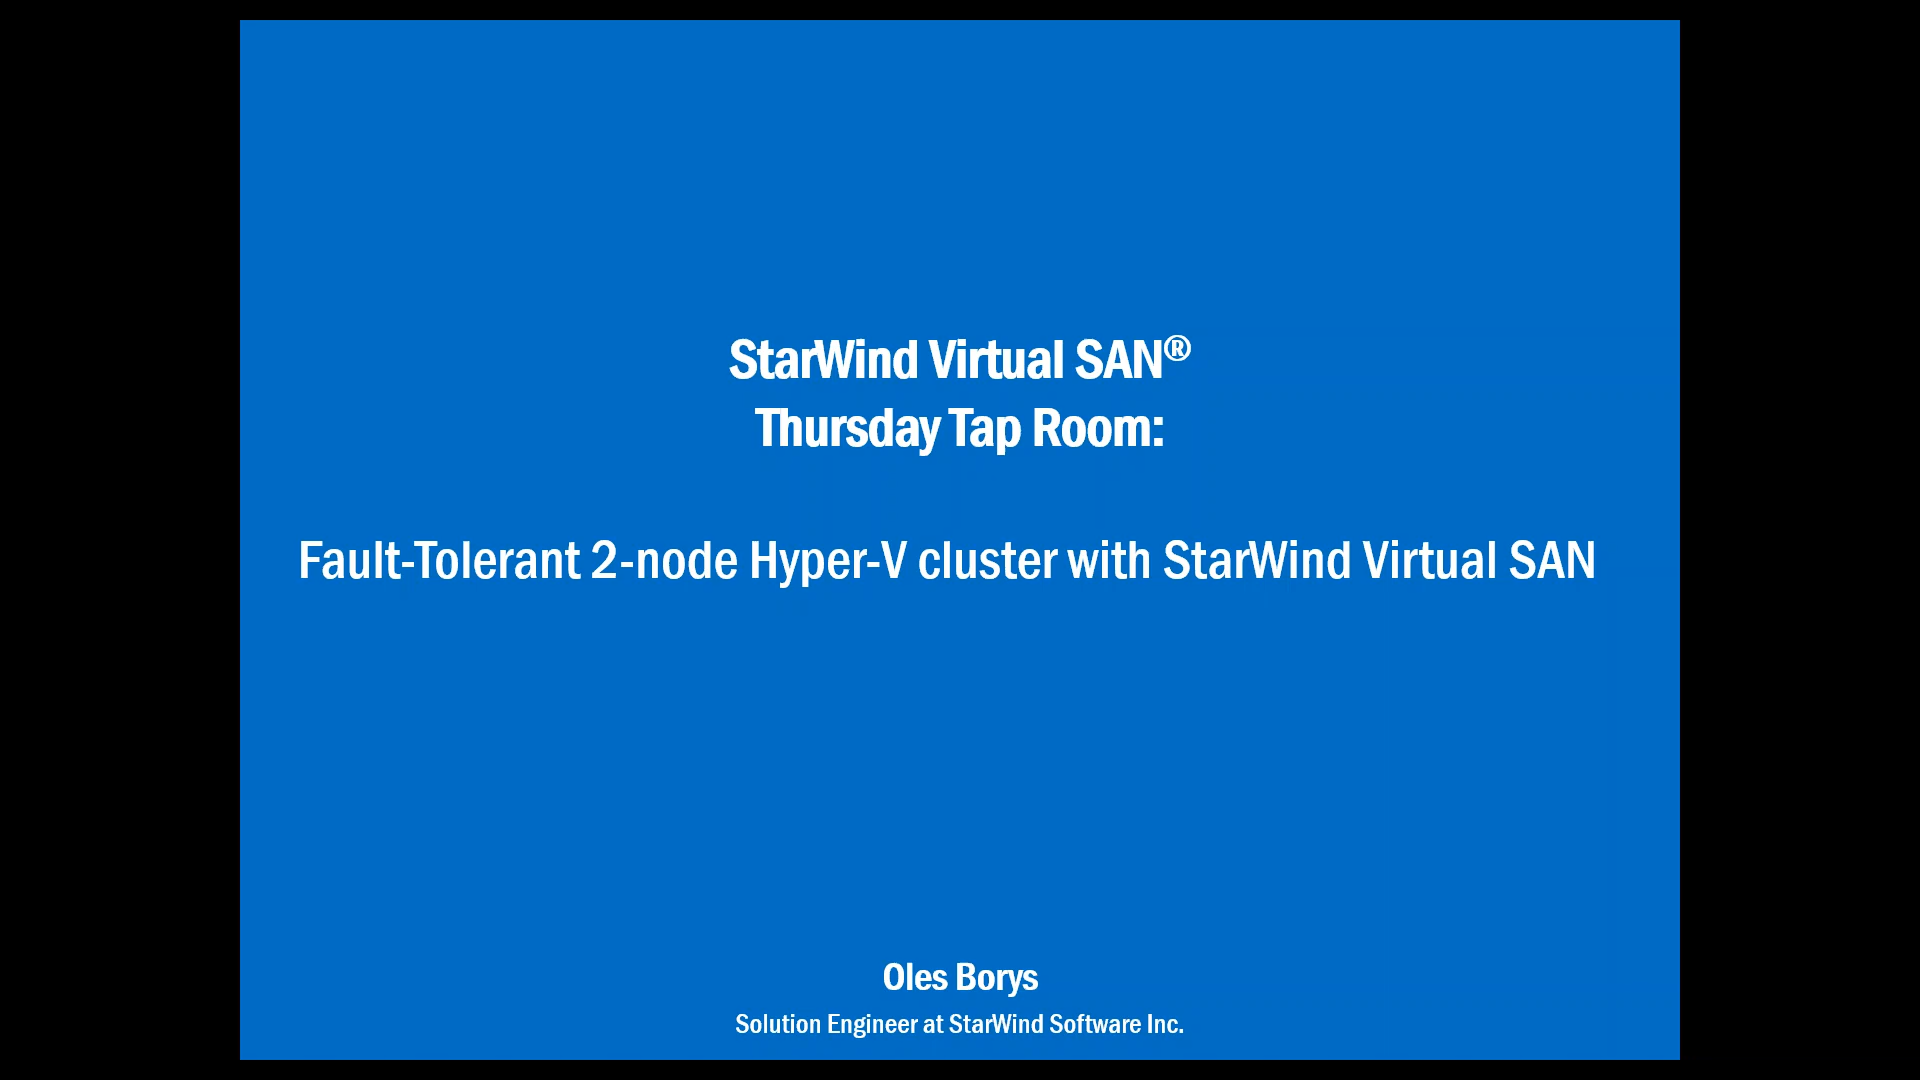 StarWind Virtual SAN®
Thursday Tap Room:
Fault-Tolerant 2-node Hyper-V cluster with StarWind Virtual SAN
Oles Borys
Solution Engineer at StarWind Software Inc.